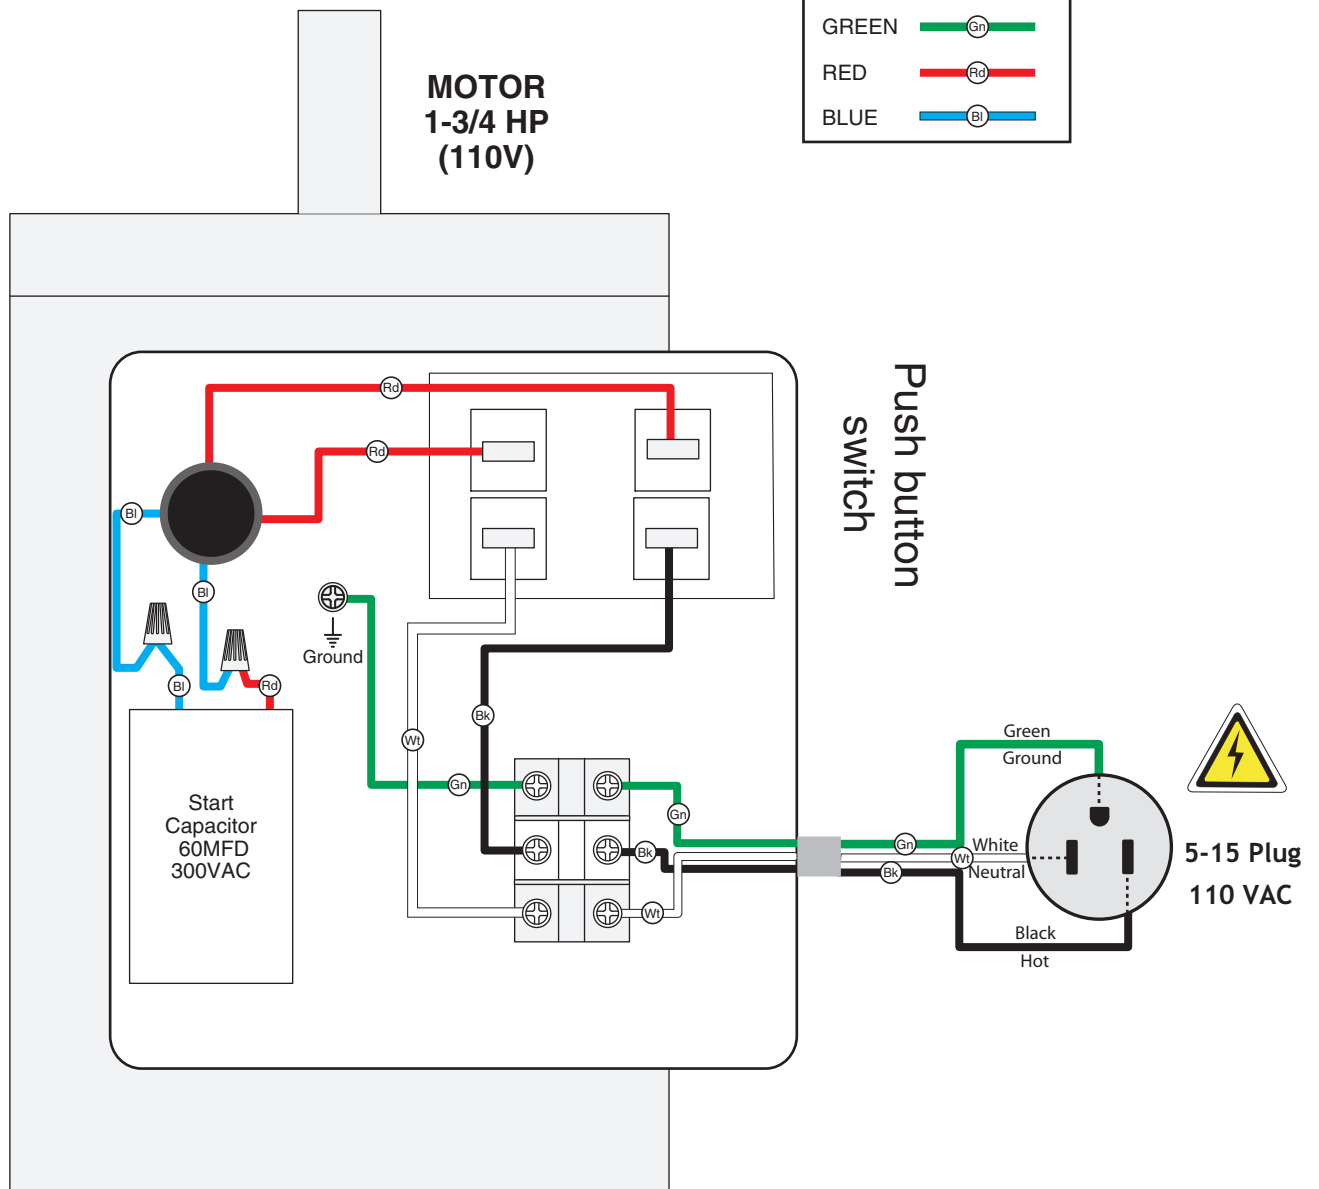 GREEN Gn
RED Rd
BLUE Bl
MOTOR
1-3/4 HP
(110V)
Push button
switch
Rd
Rd
Bl
Bl
Ground
Bl
Rd
Bk
Wt
Gn
Gn
Bk
Wt
Start
Capacitor
60MFD
300VAC
Green
Ground
Gn
White
Wt
Neutral
Bk
Black
Hot
5-15 Plug
110 VAC